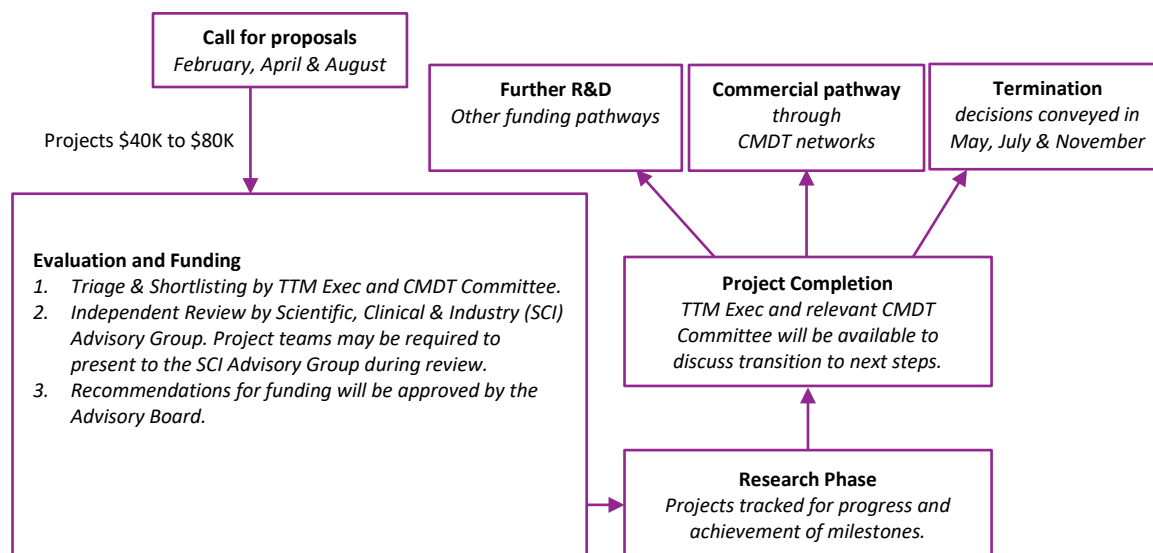 Call for proposals
February, April & August
Projects $40K to $80K
Evaluation and Funding
1. Triage & Shortlisting by TTM Exec and CMDT Committee.
2. Independent Review by Scientific, Clinical & Industry (SCI)
Advisory Group. Project teams may be required to
present to the SCI Advisory Group during review.
3. Recommendations for funding will be approved by the
Advisory Board.
Research Phase
Projects tracked for progress and
achievement of milestones.
Project Completion
TTM Exec and relevant CMDT
Committee will be available to
discuss transition to next steps.
Further R&D
Other funding pathways
Commercial pathway
through
CMDT networks
Termination
decisions conveyed in
May, July & November